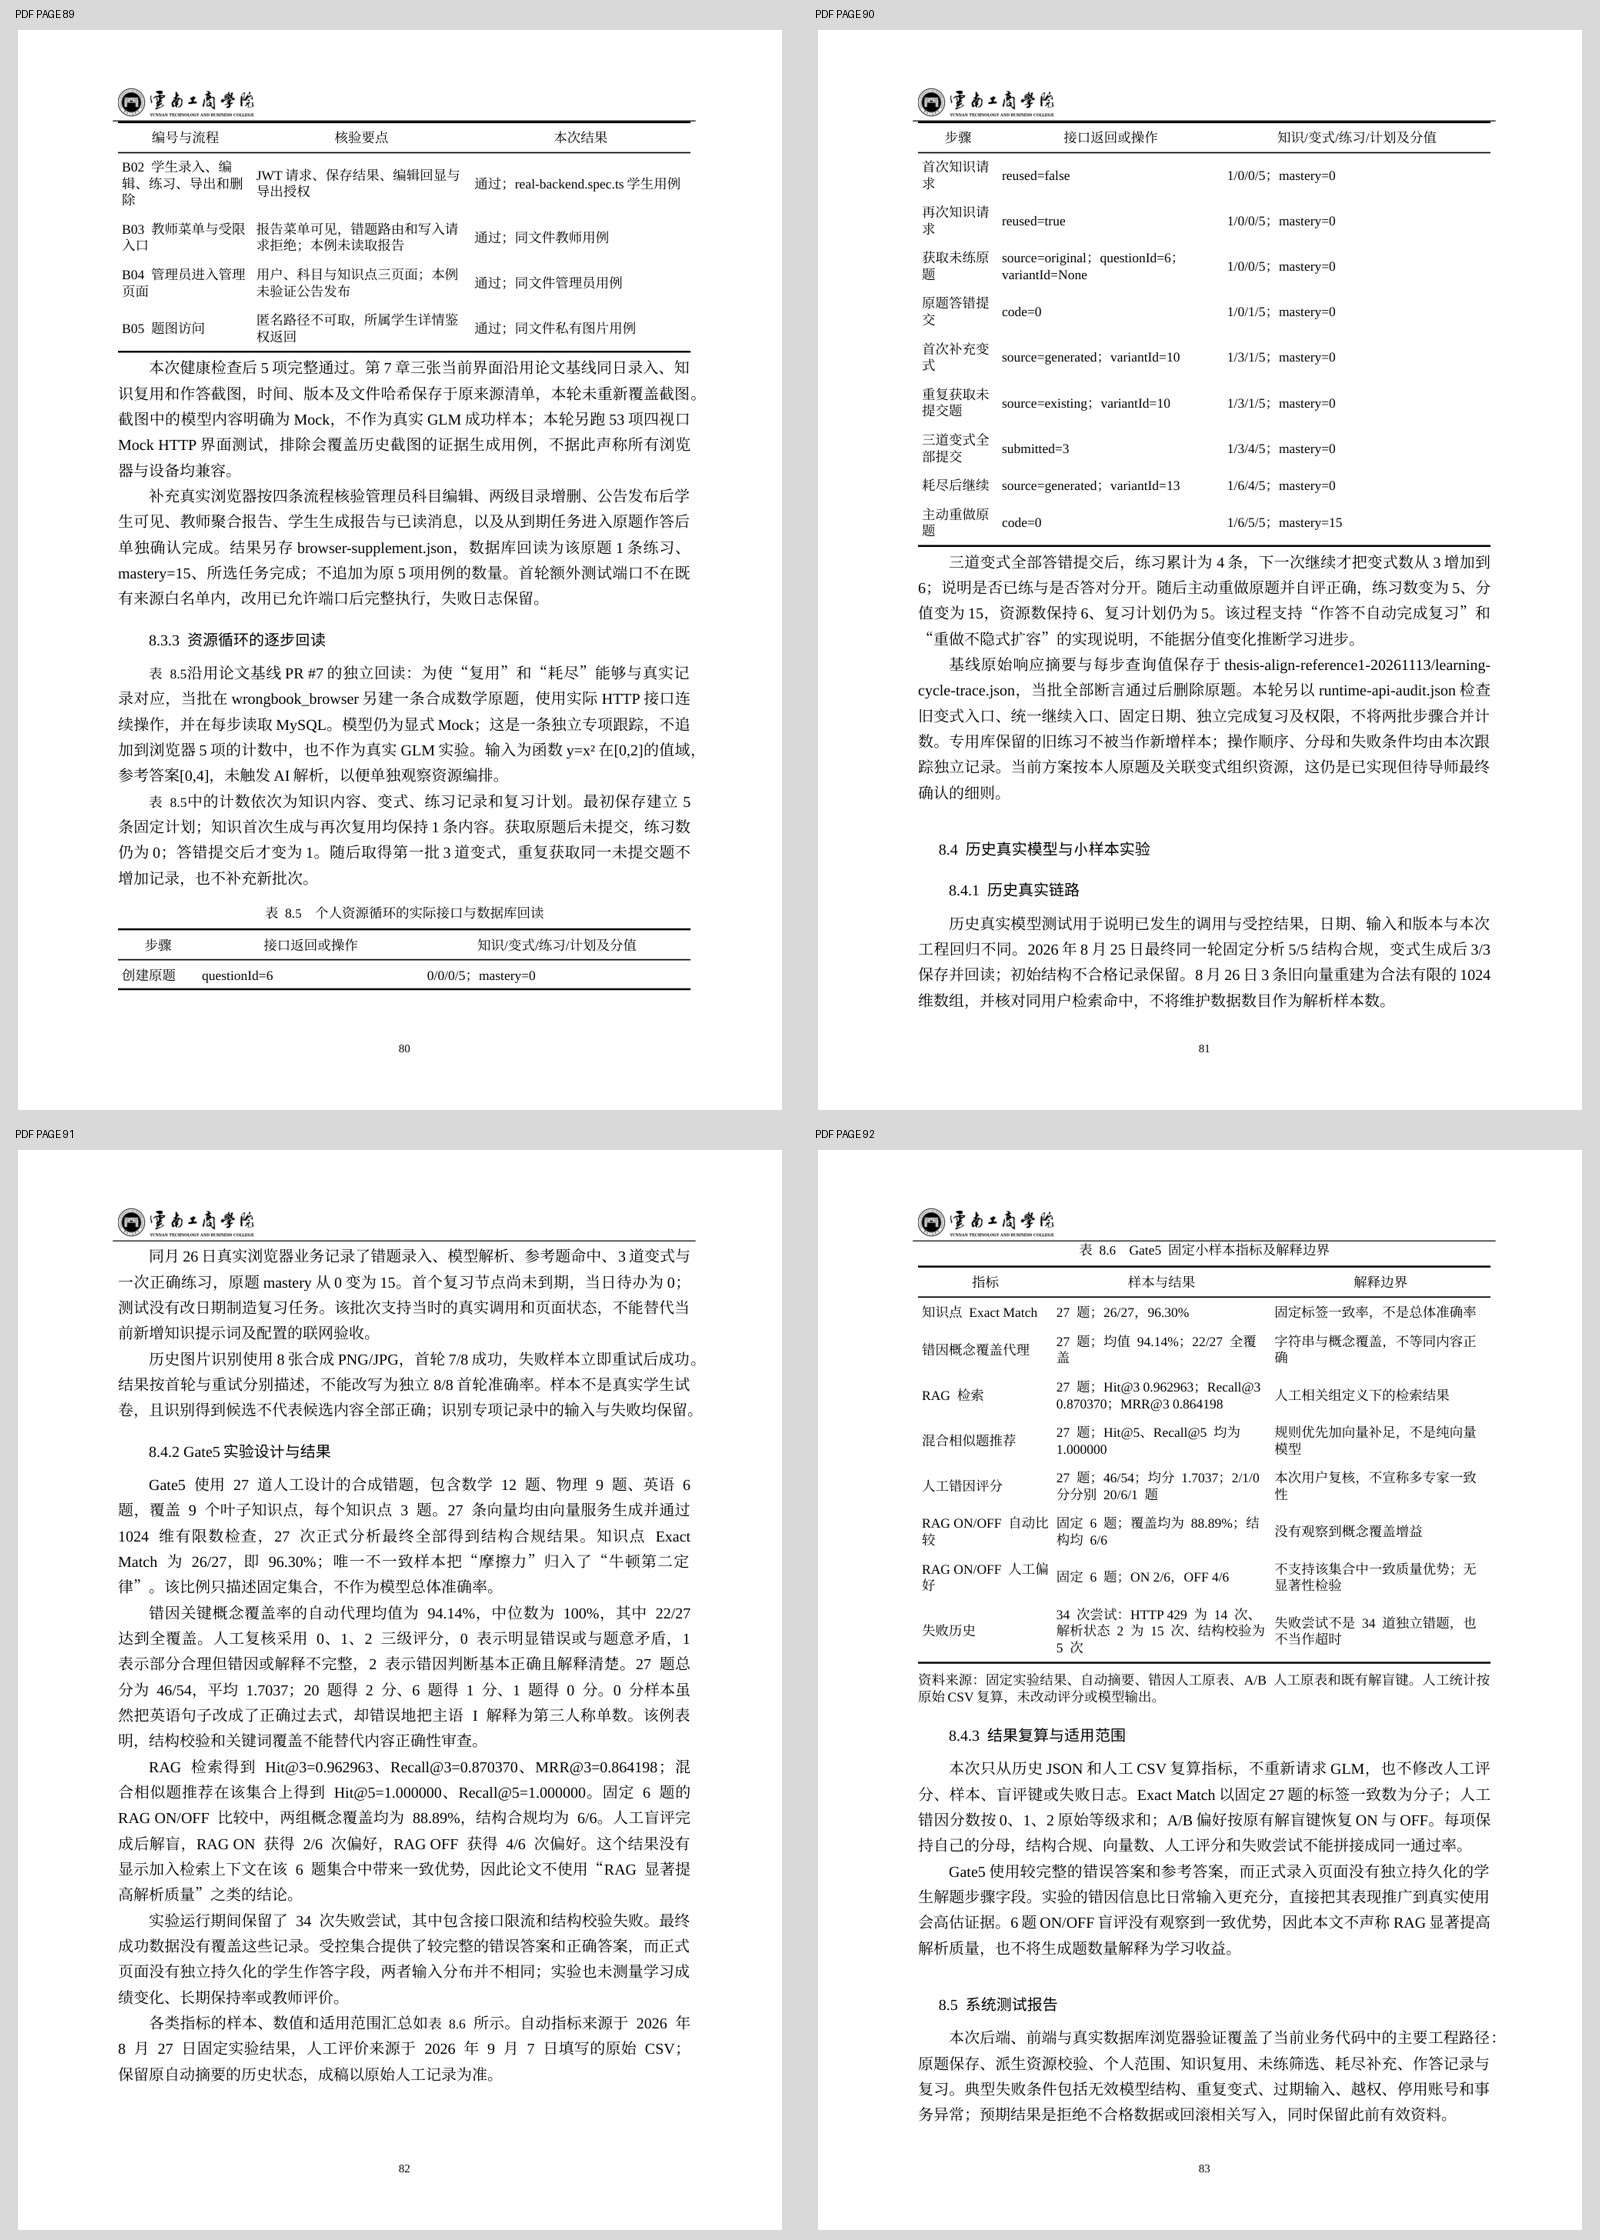 PDF PAGE 89
雲南工商學院
YUNNAN TECHNOLOGY AND BUSINESS COLLEGE
编号与流程 核验要点 本次结果
B02 学生录入、编
辑、练习、导出和删
除
JWT 请求、保存结果、编辑回显与
导出授权
通过；real-backend.spec.ts 学生用例
B03 教师菜单与受限
入口
报告菜单可见，错题路由和写入请
求拒绝；本例未读取报告
通过；同文件教师用例
B04 管理员进入管理
页面
用户、科目与知识点三页面；本例
未验证公告发布
通过；同文件管理员用例
B05 题图访问
匿名路径不可取，所属学生详情鉴
权返回
通过；同文件私有图片用例
本次健康检查后 5 项完整通过。第 7 章三张当前界面沿用论文基线同日录入、知
识复用和作答截图，时间、版本及文件哈希保存于原来源清单，本轮未重新覆盖截图。
截图中的模型内容明确为 Mock，不作为真实 GLM 成功样本；本轮另跑 53 项四视口
Mock HTTP 界面测试，排除会覆盖历史截图的证据生成用例，不据此声称所有浏览
器与设备均兼容。
补充真实浏览器按四条流程核验管理员科目编辑、两级目录增删、公告发布后学
生可见、教师聚合报告、学生生成报告与已读消息，以及从到期任务进入原题作答后
单独确认完成。结果另存 browser-supplement.json，数据库回读为该原题 1 条练习、
mastery=15、所选任务完成；不追加为原 5 项用例的数量。首轮额外测试端口不在既
有来源白名单内，改用已允许端口后完整执行，失败日志保留。
8.3.3 资源循环的逐步回读
表 8.5沿用论文基线 PR #7 的独立回读：为使“复用”和“耗尽”能够与真实记
录对应，当批在 wrongbook_browser 另建一条合成数学原题，使用实际 HTTP 接口连
续操作，并在每步读取 MySQL。模型仍为显式 Mock；这是一条独立专项跟踪，不追
加到浏览器 5 项的计数中，也不作为真实 GLM 实验。输入为函数 y=x² 在[0,2]的值域，
参考答案[0,4]，未触发 AI 解析，以便单独观察资源编排。
表 8.5中的计数依次为知识内容、变式、练习记录和复习计划。最初保存建立 5
条固定计划；知识首次生成与再次复用均保持 1 条内容。获取原题后未提交，练习数
仍为 0；答错提交后才变为 1。随后取得第一批 3 道变式，重复获取同一未提交题不
增加记录，也不补充新批次。
表 8.5 个人资源循环的实际接口与数据库回读
步骤 接口返回或操作 知识/变式/练习/计划及分值
创建原题 questionId=6 0/0/0/5；mastery=0
80
PDF PAGE 90
雲南工商學院
YUNNAN TECHNOLOGY AND BUSINESS COLLEGE
步骤 接口返回或操作 知识/变式/练习/计划及分值
首次知识请
求
reused=false 1/0/0/5；mastery=0
再次知识请
求
reused=true 1/0/0/5；mastery=0
获取未练原
题
source=original；questionId=6；
variantId=None
1/0/0/5；mastery=0
原题答错提
交
code=0 1/0/1/5；mastery=0
首次补充变
式
source=generated；variantId=10 1/3/1/5；mastery=0
重复获取未
提交题
source=existing；variantId=10 1/3/1/5；mastery=0
三道变式全
部提交
submitted=3 1/3/4/5；mastery=0
耗尽后继续 source=generated；variantId=13 1/6/4/5；mastery=0
主动重做原
题
code=0 1/6/5/5；mastery=15
三道变式全部答错提交后，练习累计为 4 条，下一次继续才把变式数从 3 增加到
6；说明是否已练与是否答对分开。随后主动重做原题并自评正确，练习数变为 5、分
值变为 15，资源数保持 6、复习计划仍为 5。该过程支持“作答不自动完成复习”和
“重做不隐式扩容”的实现说明，不能据分值变化推断学习进步。
基线原始响应摘要与每步查询值保存于 thesis-align-reference1-20261113/learning-
cycle-trace.json，当批全部断言通过后删除原题。本轮另以 runtime-api-audit.json 检查
旧变式入口、统一继续入口、固定日期、独立完成复习及权限，不将两批步骤合并计
数。专用库保留的旧练习不被当作新增样本；操作顺序、分母和失败条件均由本次跟
踪独立记录。当前方案按本人原题及关联变式组织资源，这仍是已实现但待导师最终
确认的细则。
8.4 历史真实模型与小样本实验
8.4.1 历史真实链路
历史真实模型测试用于说明已发生的调用与受控结果，日期、输入和版本与本次
工程回归不同。2026 年 8 月 25 日最终同一轮固定分析 5/5 结构合规，变式生成后 3/3
保存并回读；初始结构不合格记录保留。8 月 26 日 3 条旧向量重建为合法有限的 1024
维数组，并核对同用户检索命中，不将维护数据数目作为解析样本数。
81
PDF PAGE 91
雲南工商學院
YUNNAN TECHNOLOGY AND BUSINESS COLLEGE
同月 26 日真实浏览器业务记录了错题录入、模型解析、参考题命中、3 道变式与
一次正确练习，原题 mastery 从 0 变为 15。首个复习节点尚未到期，当日待办为 0；
测试没有改日期制造复习任务。该批次支持当时的真实调用和页面状态，不能替代当
前新增知识提示词及配置的联网验收。
历史图片识别使用 8 张合成 PNG/JPG，首轮 7/8 成功，失败样本立即重试后成功。
结果按首轮与重试分别描述，不能改写为独立 8/8 首轮准确率。样本不是真实学生试
卷，且识别得到候选不代表候选内容全部正确；识别专项记录中的输入与失败均保留。
8.4.2 Gate5 实验设计与结果
Gate5 使用 27 道人工设计的合成错题，包含数学 12 题、物理 9 题、英语 6
题，覆盖 9 个叶子知识点，每个知识点 3 题。27 条向量均由向量服务生成并通过
1024 维有限数检查，27 次正式分析最终全部得到结构合规结果。知识点 Exact
Match 为 26/27，即 96.30%；唯一不一致样本把“摩擦力”归入了“牛顿第二定
律”。该比例只描述固定集合，不作为模型总体准确率。
错因关键概念覆盖率的自动代理均值为 94.14%，中位数为 100%，其中 22/27
达到全覆盖。人工复核采用 0、1、2 三级评分，0 表示明显错误或与题意矛盾，1
表示部分合理但错因或解释不完整，2 表示错因判断基本正确且解释清楚。27 题总
分为 46/54，平均 1.7037；20 题得 2 分、6 题得 1 分、1 题得 0 分。0 分样本虽
然把英语句子改成了正确过去式，却错误地把主语 I 解释为第三人称单数。该例表
明，结构校验和关键词覆盖不能替代内容正确性审查。
RAG 检索得到 Hit@3=0.962963、Recall@3=0.870370、MRR@3=0.864198；混
合相似题推荐在该集合上得到 Hit@5=1.000000、Recall@5=1.000000。固定 6 题的
RAG ON/OFF 比较中，两组概念覆盖均为 88.89%，结构合规均为 6/6。人工盲评完
成后解盲，RAG ON 获得 2/6 次偏好，RAG OFF 获得 4/6 次偏好。这个结果没有
显示加入检索上下文在该 6 题集合中带来一致优势，因此论文不使用“RAG 显著提
高解析质量”之类的结论。
实验运行期间保留了 34 次失败尝试，其中包含接口限流和结构校验失败。最终
成功数据没有覆盖这些记录。受控集合提供了较完整的错误答案和正确答案，而正式
页面没有独立持久化的学生作答字段，两者输入分布并不相同；实验也未测量学习成
绩变化、长期保持率或教师评价。
各类指标的样本、数值和适用范围汇总如表 8.6 所示。自动指标来源于 2026 年
8 月 27 日固定实验结果，人工评价来源于 2026 年 9 月 7 日填写的原始 CSV；
保留原自动摘要的历史状态，成稿以原始人工记录为准。
82
PDF PAGE 92
雲南工商學院
YUNNAN TECHNOLOGY AND BUSINESS COLLEGE
表 8.6 Gate5 固定小样本指标及解释边界
指标 样本与结果 解释边界
知识点 Exact Match 27 题；26/27，96.30% 固定标签一致率，不是总体准确率
错因概念覆盖代理
27 题；均值 94.14%；22/27 全覆
盖
字符串与概念覆盖，不等同内容正
确
RAG 检索
27 题；Hit@3 0.962963；Recall@3
0.870370；MRR@3 0.864198
人工相关组定义下的检索结果
混合相似题推荐
27 题；Hit@5、Recall@5 均为
1.000000
规则优先加向量补足，不是纯向量
模型
人工错因评分
27 题；46/54；均分 1.7037；2/1/0
分分别 20/6/1 题
本次用户复核，不宣称多专家一致
性
RAG ON/OFF 自动比
较
固定 6 题；覆盖均为 88.89%；结
构均 6/6
没有观察到概念覆盖增益
RAG ON/OFF 人工偏
好
固定 6 题；ON 2/6，OFF 4/6
不支持该集合中一致质量优势；无
显著性检验
失败历史
34 次尝试：HTTP 429 为 14 次、
解析状态 2 为 15 次、结构校验为
5 次
失败尝试不是 34 道独立错题，也
不当作超时
资料来源：固定实验结果、自动摘要、错因人工原表、A/B 人工原表和既有解盲键。人工统计按
原始 CSV 复算，未改动评分或模型输出。
8.4.3 结果复算与适用范围
本次只从历史 JSON 和人工 CSV 复算指标，不重新请求 GLM，也不修改人工评
分、样本、盲评键或失败日志。Exact Match 以固定 27 题的标签一致数为分子；人工
错因分数按 0、1、2 原始等级求和；A/B 偏好按原有解盲键恢复 ON 与 OFF。每项保
持自己的分母，结构合规、向量数、人工评分和失败尝试不能拼接成同一通过率。
Gate5 使用较完整的错误答案和参考答案，而正式录入页面没有独立持久化的学
生解题步骤字段。实验的错因信息比日常输入更充分，直接把其表现推广到真实使用
会高估证据。6 题 ON/OFF 盲评没有观察到一致优势，因此本文不声称 RAG 显著提高
解析质量，也不将生成题数量解释为学习收益。
8.5 系统测试报告
本次后端、前端与真实数据库浏览器验证覆盖了当前业务代码中的主要工程路径：
原题保存、派生资源校验、个人范围、知识复用、未练筛选、耗尽补充、作答记录与
复习。典型失败条件包括无效模型结构、重复变式、过期输入、越权、停用账号和事
务异常；预期结果是拒绝不合格数据或回滚相关写入，同时保留此前有效资料。
83